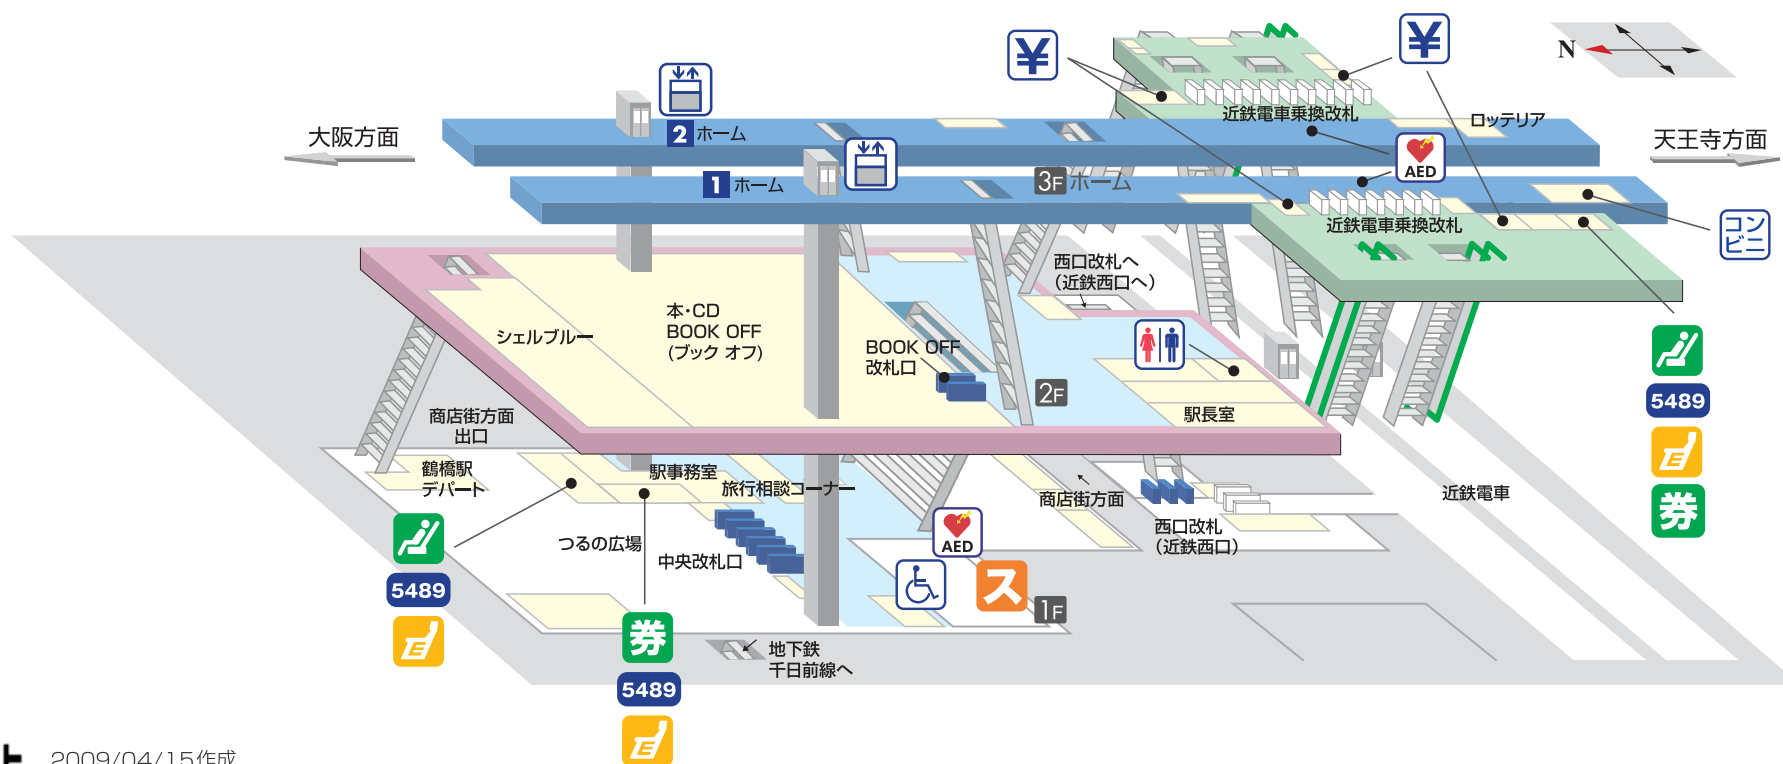 N
大阪方面
天王寺方面
2 ホーム
1 ホーム
3F ホーム
近鉄電車乗換改札
ロッテリア
AED
近鉄電車乗換改札
コン
ビニ
西口改札へ
(近鉄西口へ)
シェルブルー
本・CD
BOOK OFF
(ブック オフ)
BOOK OFF
改札口
2F
駅長室
5489
券
商店街方面
出口
鶴橋駅
デパート
駅事務室
旅行相談コーナー
商店街方面
西口改札
(近鉄西口)
近鉄電車
つるの広場
中央改札口
AED
ス
1F
5489
券
5489
地下鉄
千日前線へ
2009/04/15作成